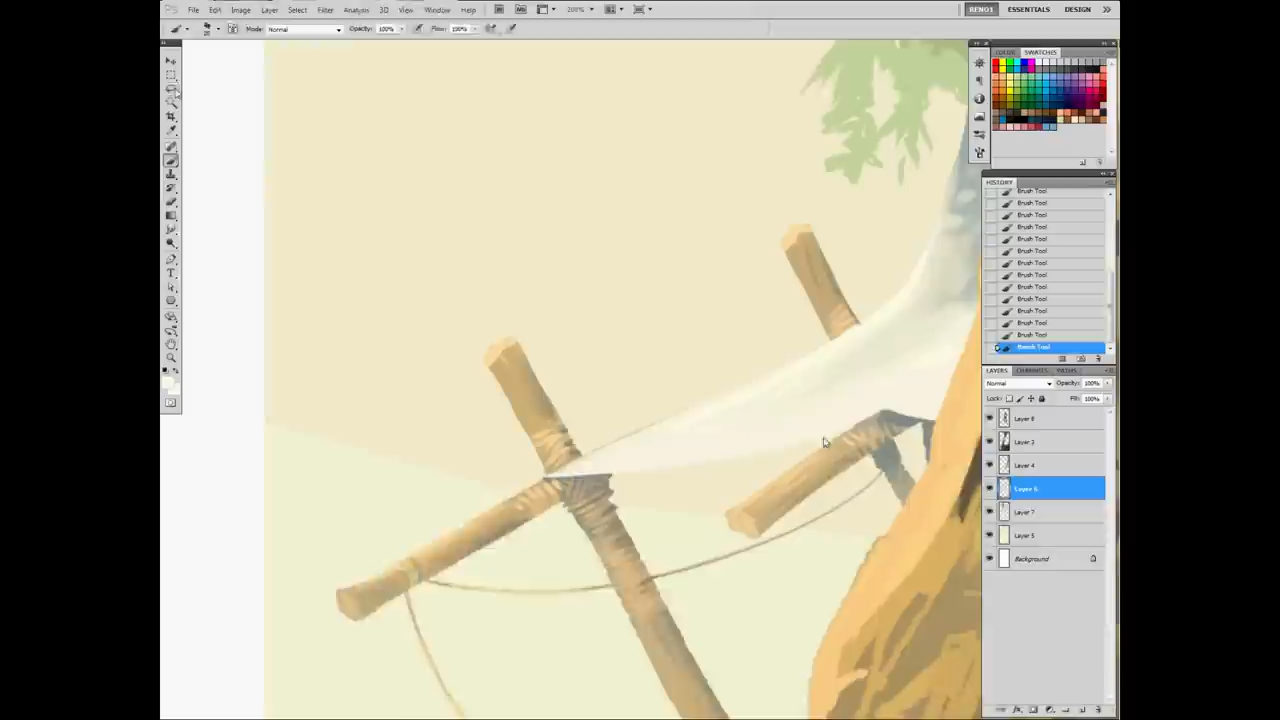 File Edit Image Layer Select Filter Analysis 3D View Window Help 200% RENO1 ESSENTIALS DESIGN
Mode: Normal Opacity: 100% Flow: 100%
COLOR SWATCHES
HISTORY
Brush Tool
Brush Tool
Brush Tool
Brush Tool
Brush Tool
Brush Tool
Brush Tool
Brush Tool
Brush Tool
Brush Tool
Brush Tool
Brush Tool
Brush Tool
Brush Tool
LAYERS CHANNELS PATHS
Normal Opacity: 100%
Lock: Fill: 100%
Layer 8
Layer 3
Layer 4
Layer 6
Layer 7
Layer 5
Background